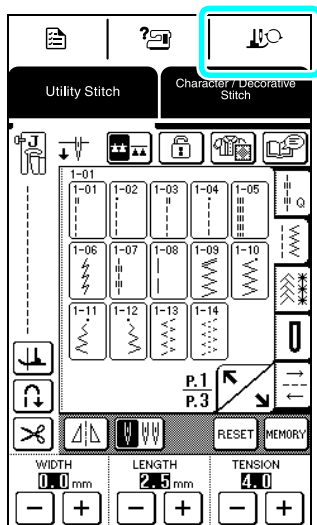 ?
Utility Stitch
Character / Decorative
Stitch
J
1-01
1-01 1-02 1-03 1-04 1-05
Q
1-06 1-07 1-08 1-09 1-10
1-11 1-12 1-13 1-14
P.1
P.3
RESET MEMORY
WIDTH LENGTH TENSION
0.0 mm 2.5 mm 4.0
− + − + − +